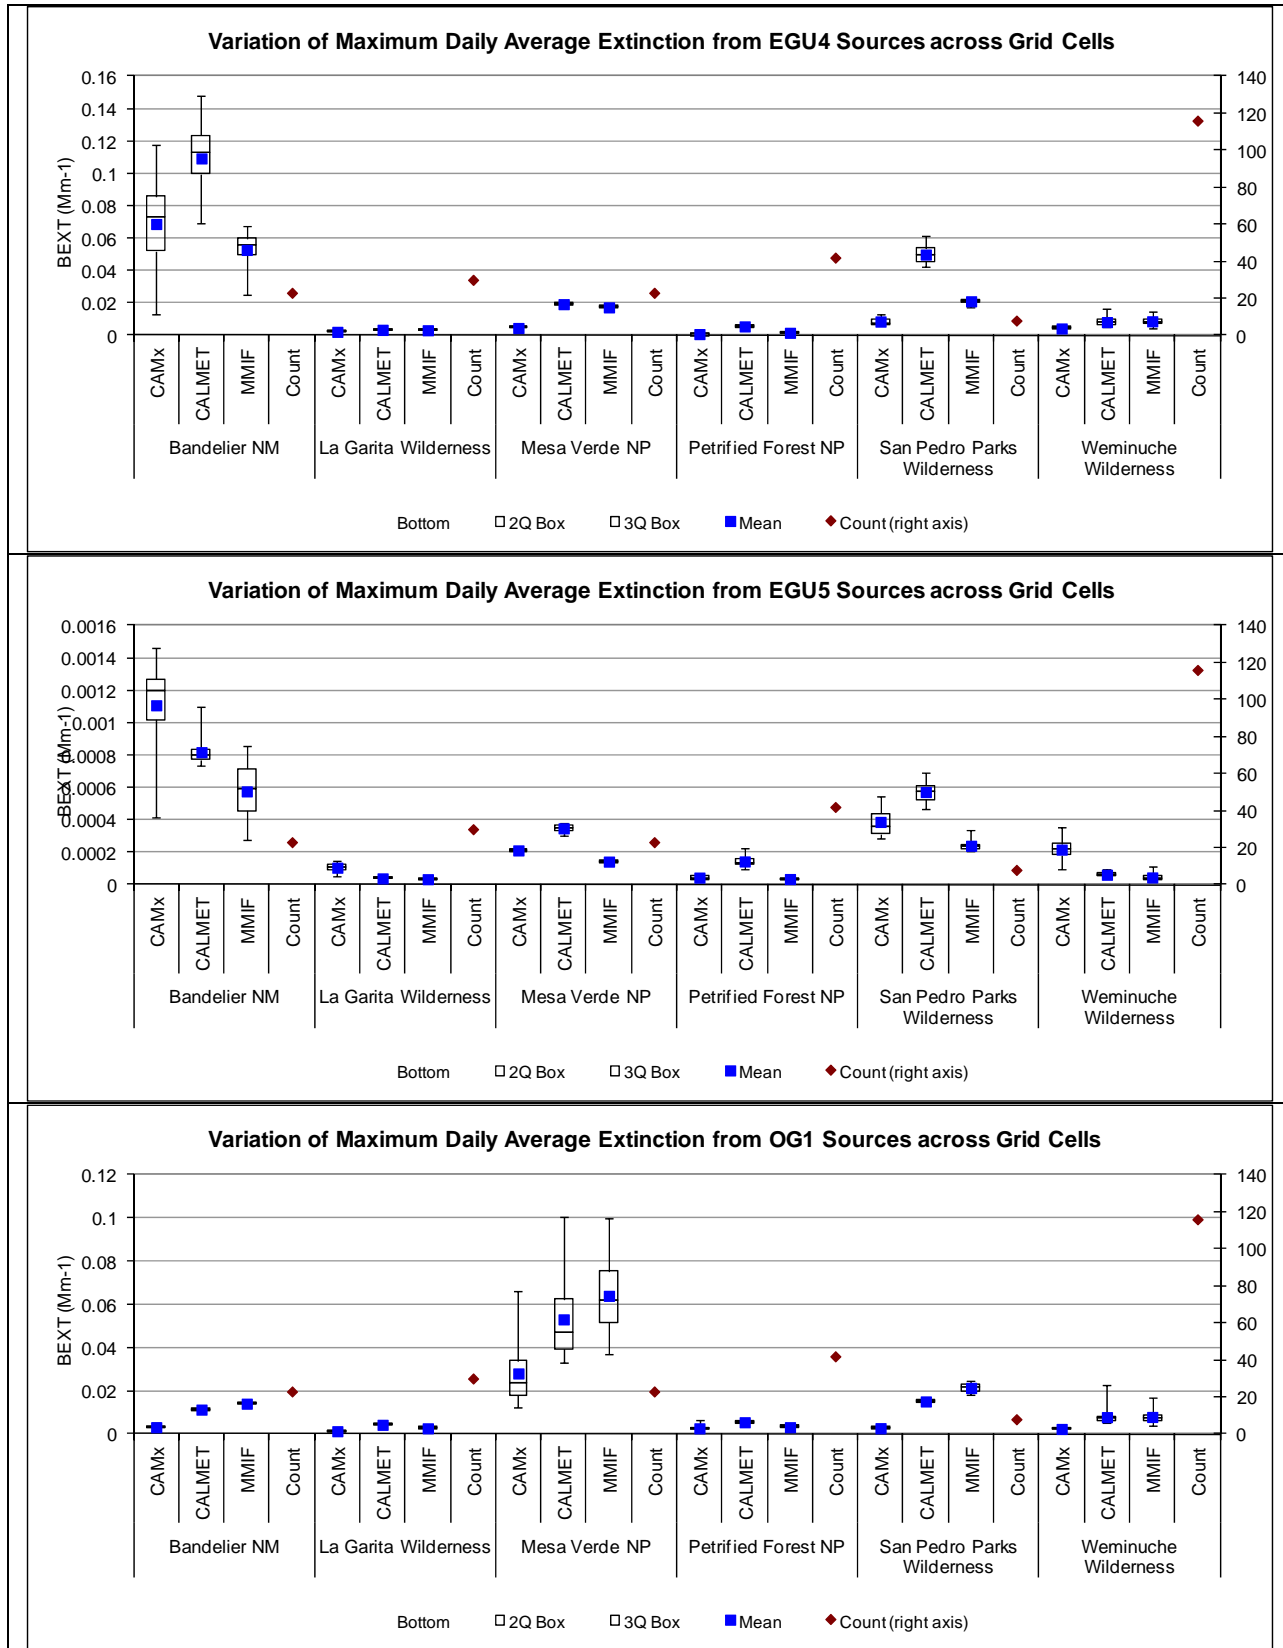 Variation of Maximum Daily Average Extinction from EGU4 Sources across Grid Cells
BEXT (Mm-1)
0.16
0.14
0.12
0.1
0.08
0.06
0.04
0.02
0
140
120
100
80
60
40
20
0
CAMx CALMET MMIF Count CAMx CALMET MMIF Count CAMx CALMET MMIF Count CAMx CALMET MMIF Count CAMx CALMET MMIF Count CAMx CALMET MMIF Count
Bandelier NM La Garita Wilderness Mesa Verde NP Petrified Forest NP San Pedro Parks Weminuche
Wilderness Wilderness
Bottom 2Q Box 3Q Box Mean Count (right axis)
Variation of Maximum Daily Average Extinction from EGU5 Sources across Grid Cells
BEXT (Mm-1)
0.0016
0.0014
0.0012
0.001
0.0008
0.0006
0.0004
0.0002
0
140
120
100
80
60
40
20
0
CAMx CALMET MMIF Count CAMx CALMET MMIF Count CAMx CALMET MMIF Count CAMx CALMET MMIF Count CAMx CALMET MMIF Count CAMx CALMET MMIF Count
Bandelier NM La Garita Wilderness Mesa Verde NP Petrified Forest NP San Pedro Parks Weminuche
Wilderness Wilderness
Bottom 2Q Box 3Q Box Mean Count (right axis)
Variation of Maximum Daily Average Extinction from OG1 Sources across Grid Cells
BEXT (Mm-1)
0.12
0.1
0.08
0.06
0.04
0.02
0
140
120
100
80
60
40
20
0
CAMx CALMET MMIF Count CAMx CALMET MMIF Count CAMx CALMET MMIF Count CAMx CALMET MMIF Count CAMx CALMET MMIF Count CAMx CALMET MMIF Count
Bandelier NM La Garita Wilderness Mesa Verde NP Petrified Forest NP San Pedro Parks Weminuche
Wilderness Wilderness
Bottom 2Q Box 3Q Box Mean Count (right axis)